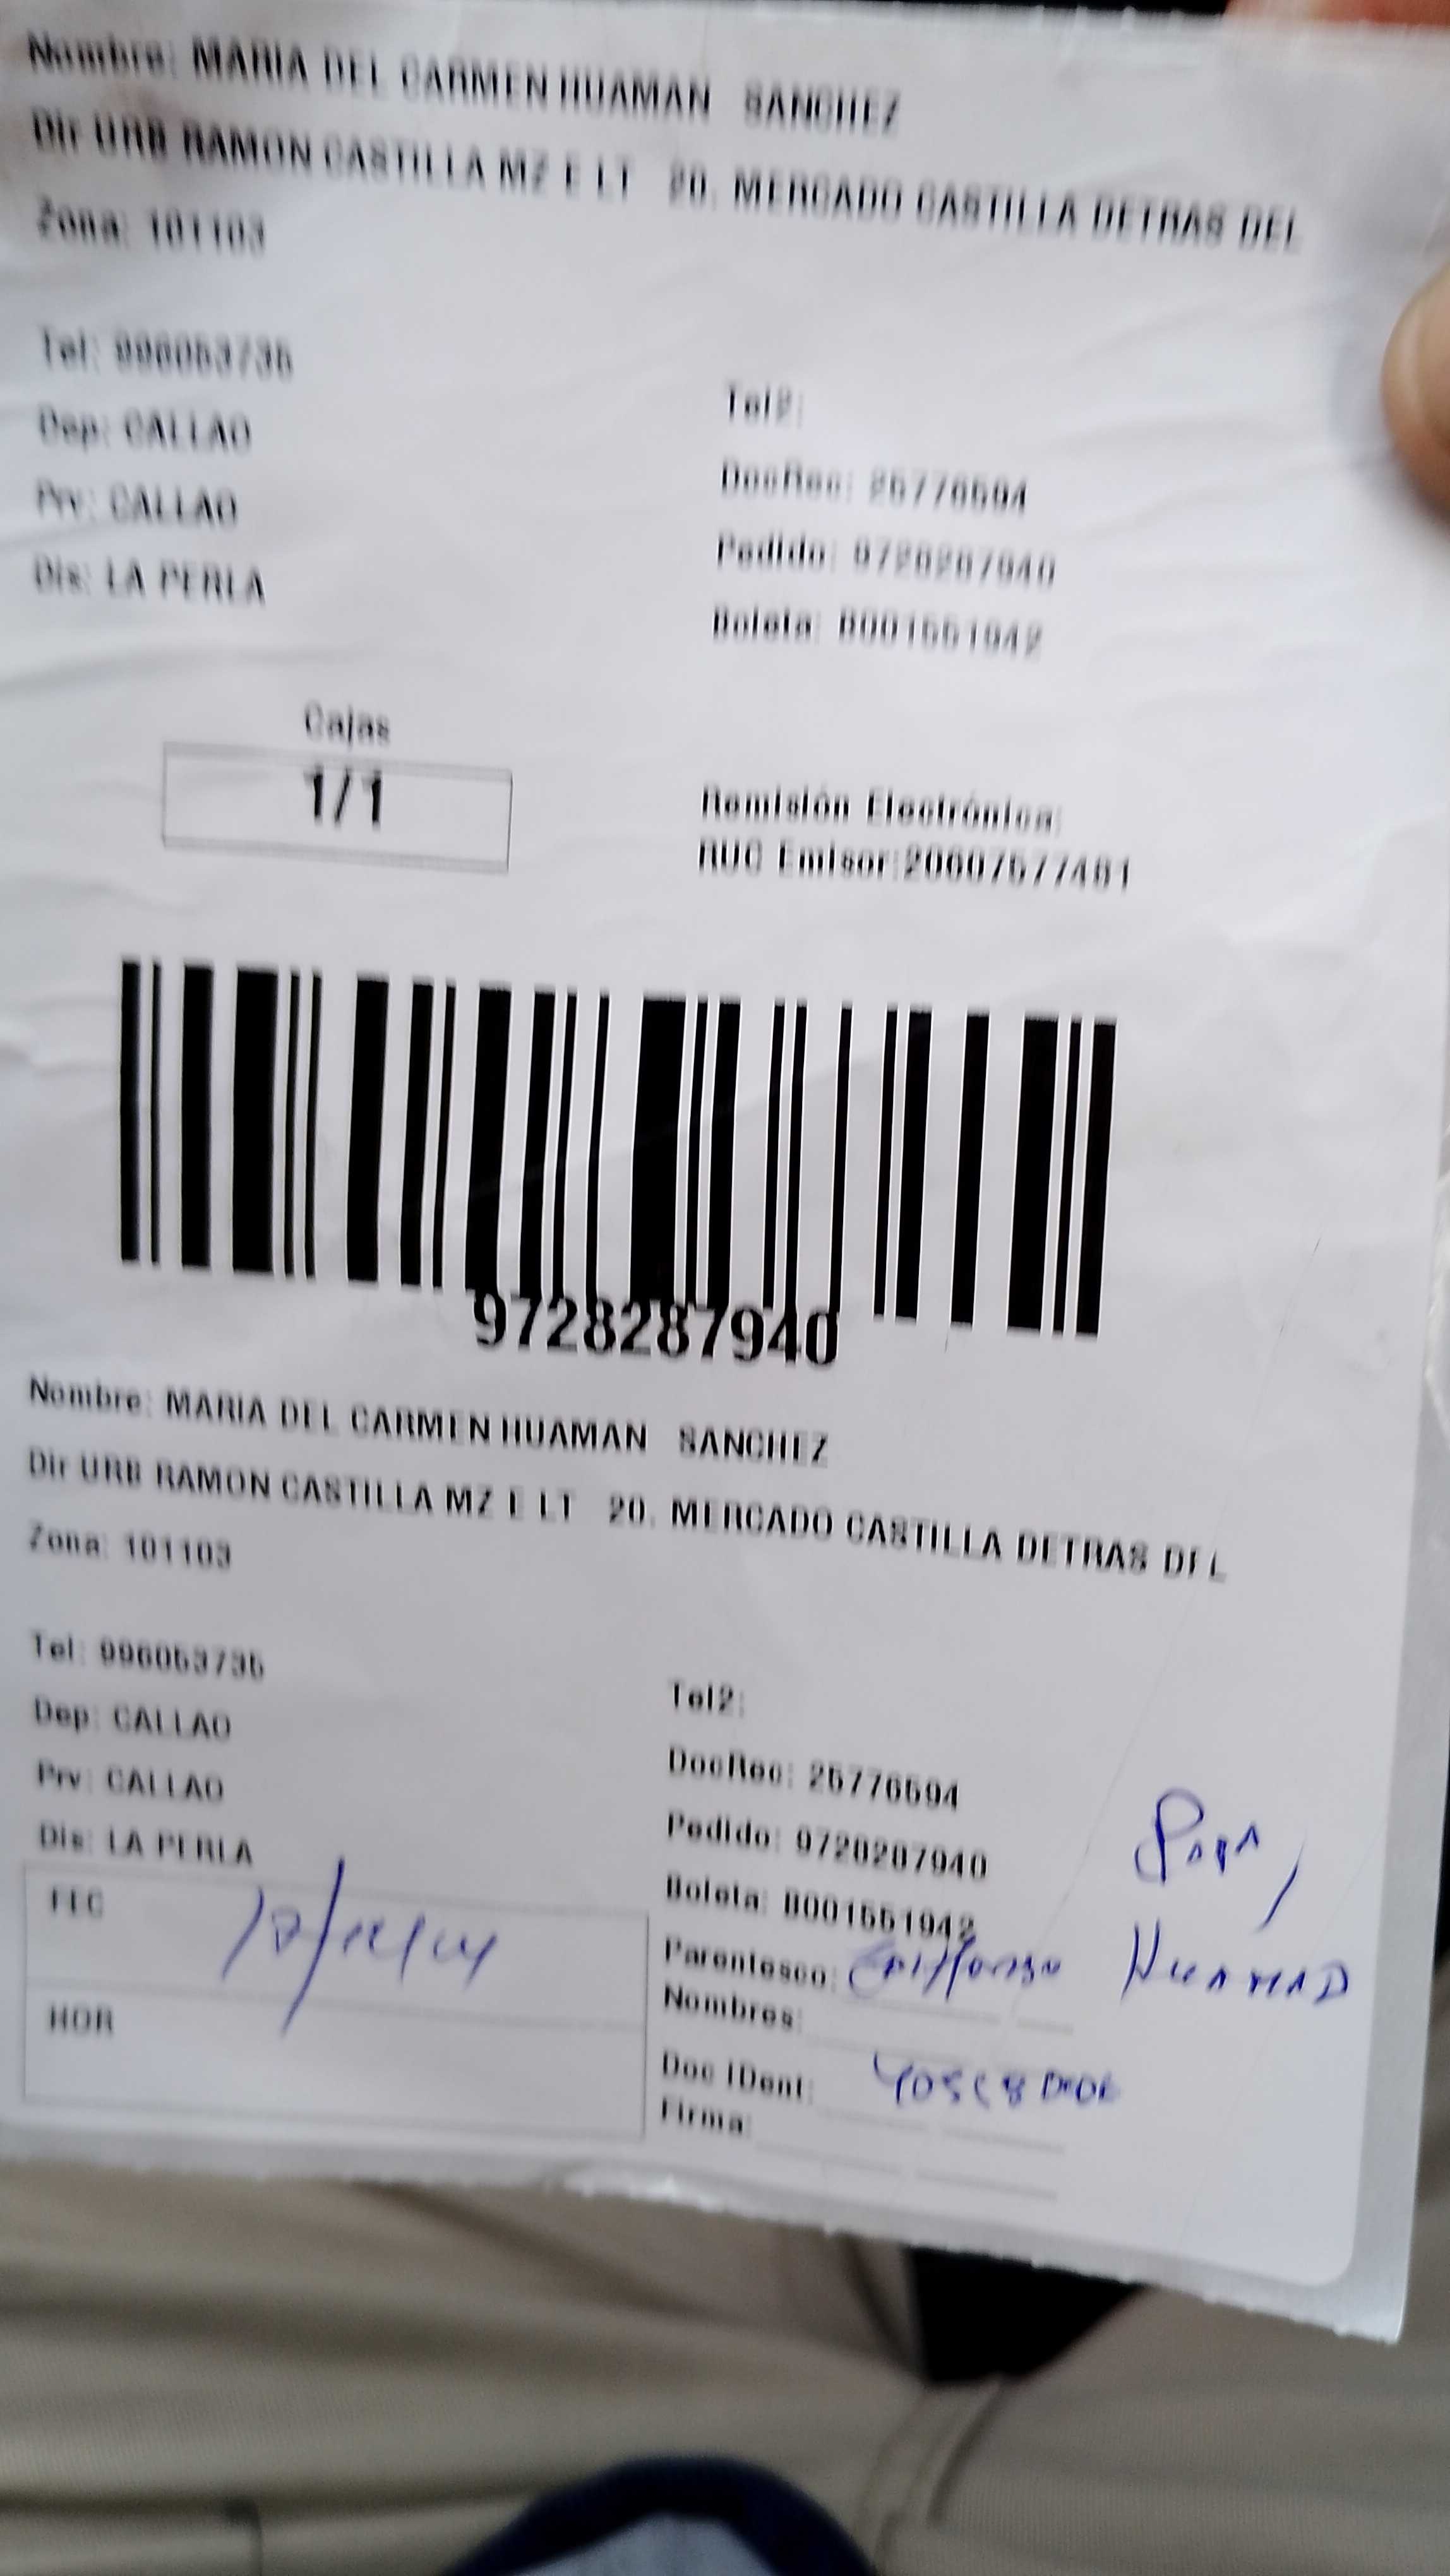 Nombre: MARIA DEL CARMEN HUAMAN SANCHEZ
Dir URB RAMON CASTILLA MZ E LT 20. MERCADO CASTILLA DETRAS DEL
Zona: 101103
Tel: 996053735
Tel2:
Dep: CALLAO
DocRec: 25776594
Prv: CALLAO
Pedido: 9728287940
Dis: LA PERLA
Boleta: B001551942
Cajas
1/1
Remisión Electrónica:
RUC Emisor:20607577481
9728287940
Nombre: MARIA DEL CARMEN HUAMAN SANCHEZ
Dir URB RAMON CASTILLA MZ E LT 20. MERCADO CASTILLA DETRAS DEL
Zona: 101103
Tel: 996053735
Tel2:
Dep: CALLAO
DocRec: 25776594
Prv: CALLAO
Pedido: 9728287940
Dis: LA PERLA
Boleta: B001551942
FEC
Parentesco:
Nombres:
HOR
Doc IDent:
Firma: